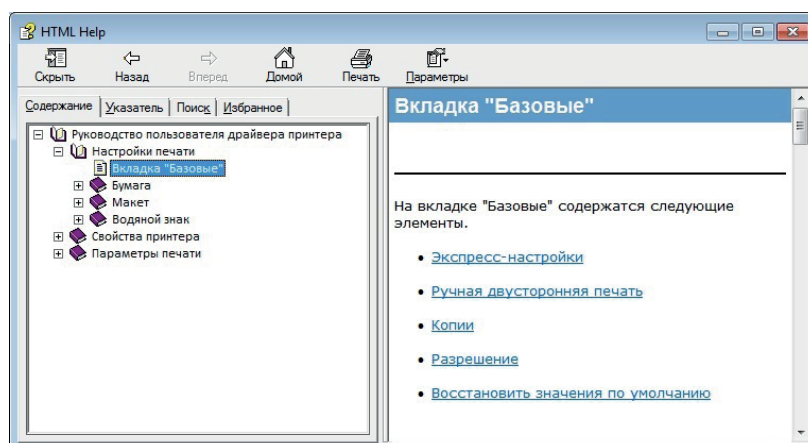 HTML Help
Скрыть Назад Вперед Домой Печать Параметры
Содержание Указатель Поиск Избранное
Руководство пользователя драйвера принтера
Настройки печати
Вкладка "Базовые"
Бумага
Макет
Водяной знак
Свойства принтера
Параметры печати
Вкладка "Базовые"
На вкладке "Базовые" содержатся следующие
элементы.
• Экспресс-настройки
• Ручная двусторонняя печать
• Копии
• Разрешение
• Восстановить значения по умолчанию